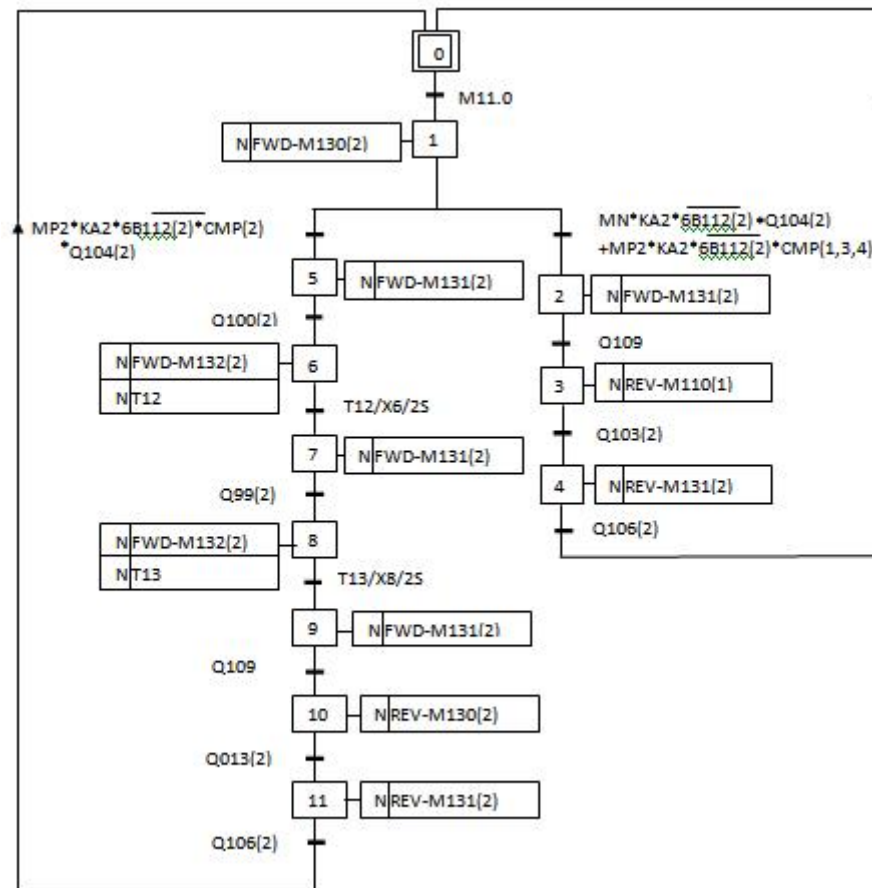 0
M11.0
N FWD-M130(2)
1
MP2*KA2*6B112(2)*CMP(2)
*Q104(2)
MN*KA2*6B112(2)*Q104(2)
+MP2*KA2*6B112(2)*CMP(1,3,4)
5
N FWD-M131(2)
2
N FWD-M131(2)
Q100(2)
Q109
N FWD-M132(2)
N T12
6
3
N REV-M110(1)
T12/X6/2S
Q103(2)
7
N FWD-M131(2)
4
N REV-M131(2)
Q99(2)
Q106(2)
N FWD-M132(2)
N T13
8
T13/X8/2S
9
N FWD-M131(2)
Q109
10
N REV-M130(2)
Q013(2)
11
N REV-M131(2)
Q106(2)